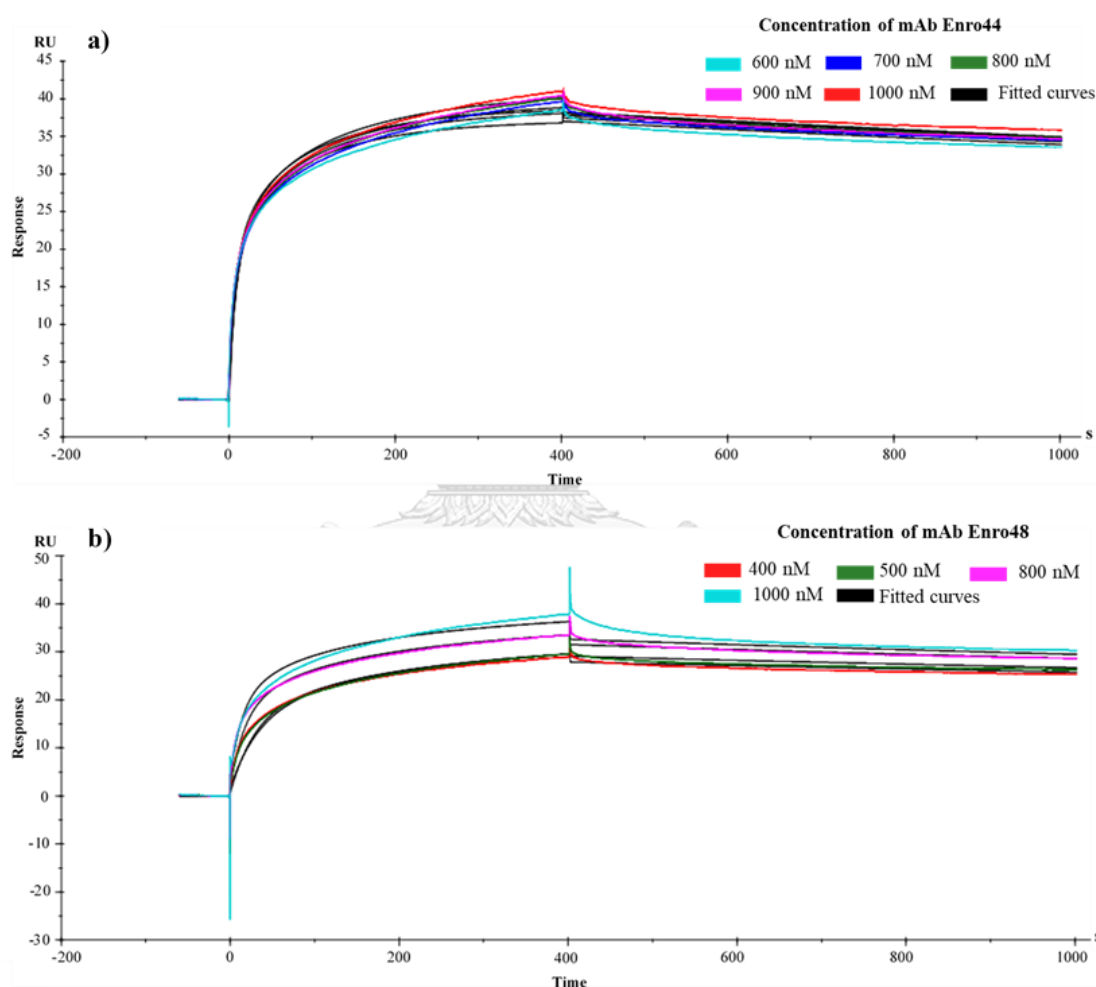 a)
RU
Concentration of mAb Enro44
600 nM 700 nM 800 nM
900 nM 1000 nM Fitted curves
45
40
35
30
25
20
15
10
5
0
-5
Response
-200 0 200 400 600 800 1000 s
Time
b)
RU
Concentration of mAb Enro48
400 nM 500 nM 800 nM
1000 nM Fitted curves
50
40
30
20
10
0
-10
-20
-30
Response
-200 0 200 400 600 800 1000
Time